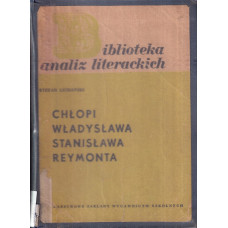 Biblioteka
analiz literackich
CHŁOPI
WŁADYSŁAWA
STANISŁAWA
REYMONTA